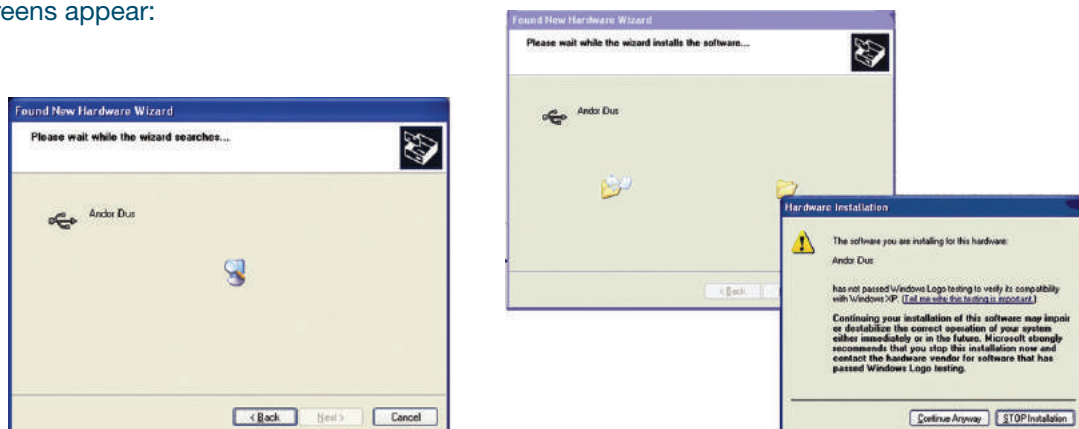 reens appear:
Found New Hardware Wizard
Please wait while the wizard searches...
Andor iDus
< Back Next > Cancel
Found New Hardware Wizard
Please wait while the wizard installs the software...
Andor iDus
< Back
Hardware Installation
The software you are installing for this hardware:
Andor iDus
has not passed Windows Logo testing to verify its compatibility
with Windows XP. (Tell me why this testing is important.)
Continuing your installation of this software may impair
or destabilize the correct operation of your system
either immediately or in the future. Microsoft strongly
recommends that you stop this installation now and
contact the hardware vendor for software that has
passed Windows Logo testing.
Continue Anyway STOP Installation